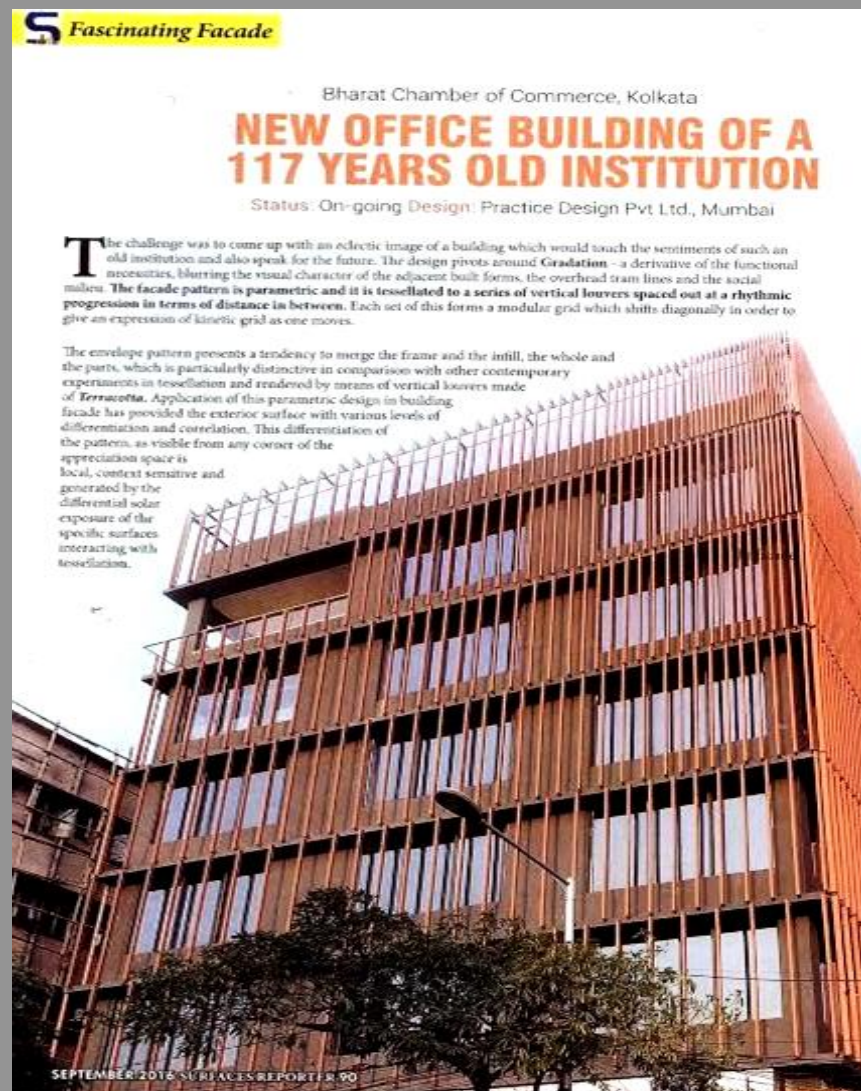 S Fascinating Facade
Bharat Chamber of Commerce, Kolkata
NEW OFFICE BUILDING OF A
117 YEARS OLD INSTITUTION
Status: On-going Design: Practice Design Pvt Ltd., Mumbai
The challenge was to come up with an eclectic image of a building which would touch the sentiments of such an
old institution and also speak for the future. The design pivots around Gradation - a derivative of the functional
necessities, blurring the visual character of the adjacent built forms, the overhead tram lines and the social
milieu. The facade pattern is parametric and it is tessellated to a series of vertical louvers spaced out at a rhythmic
progression in terms of distance in between. Each set of this forms a modular grid which shifts diagonally in order to
give an expression of kinetic grid as one moves.
The envelope pattern presents a tendency to merge the frame and the infill, the whole and
the parts, which is particularly distinctive in comparison with other contemporary
experiments in tessellation and rendered by means of vertical louvers made
of Terracotta. Application of this parametric design in building
facade has provided the exterior surface with various levels of
differentiation and correlation. This differentiation of
the pattern, as visible from any corner of the
appreciation space is
local, context sensitive and
generated by the
differential solar
exposure of the
specific surfaces
interacting with
tessellation.
SEPTEMBER 2016 SURFACES REPORTER 90